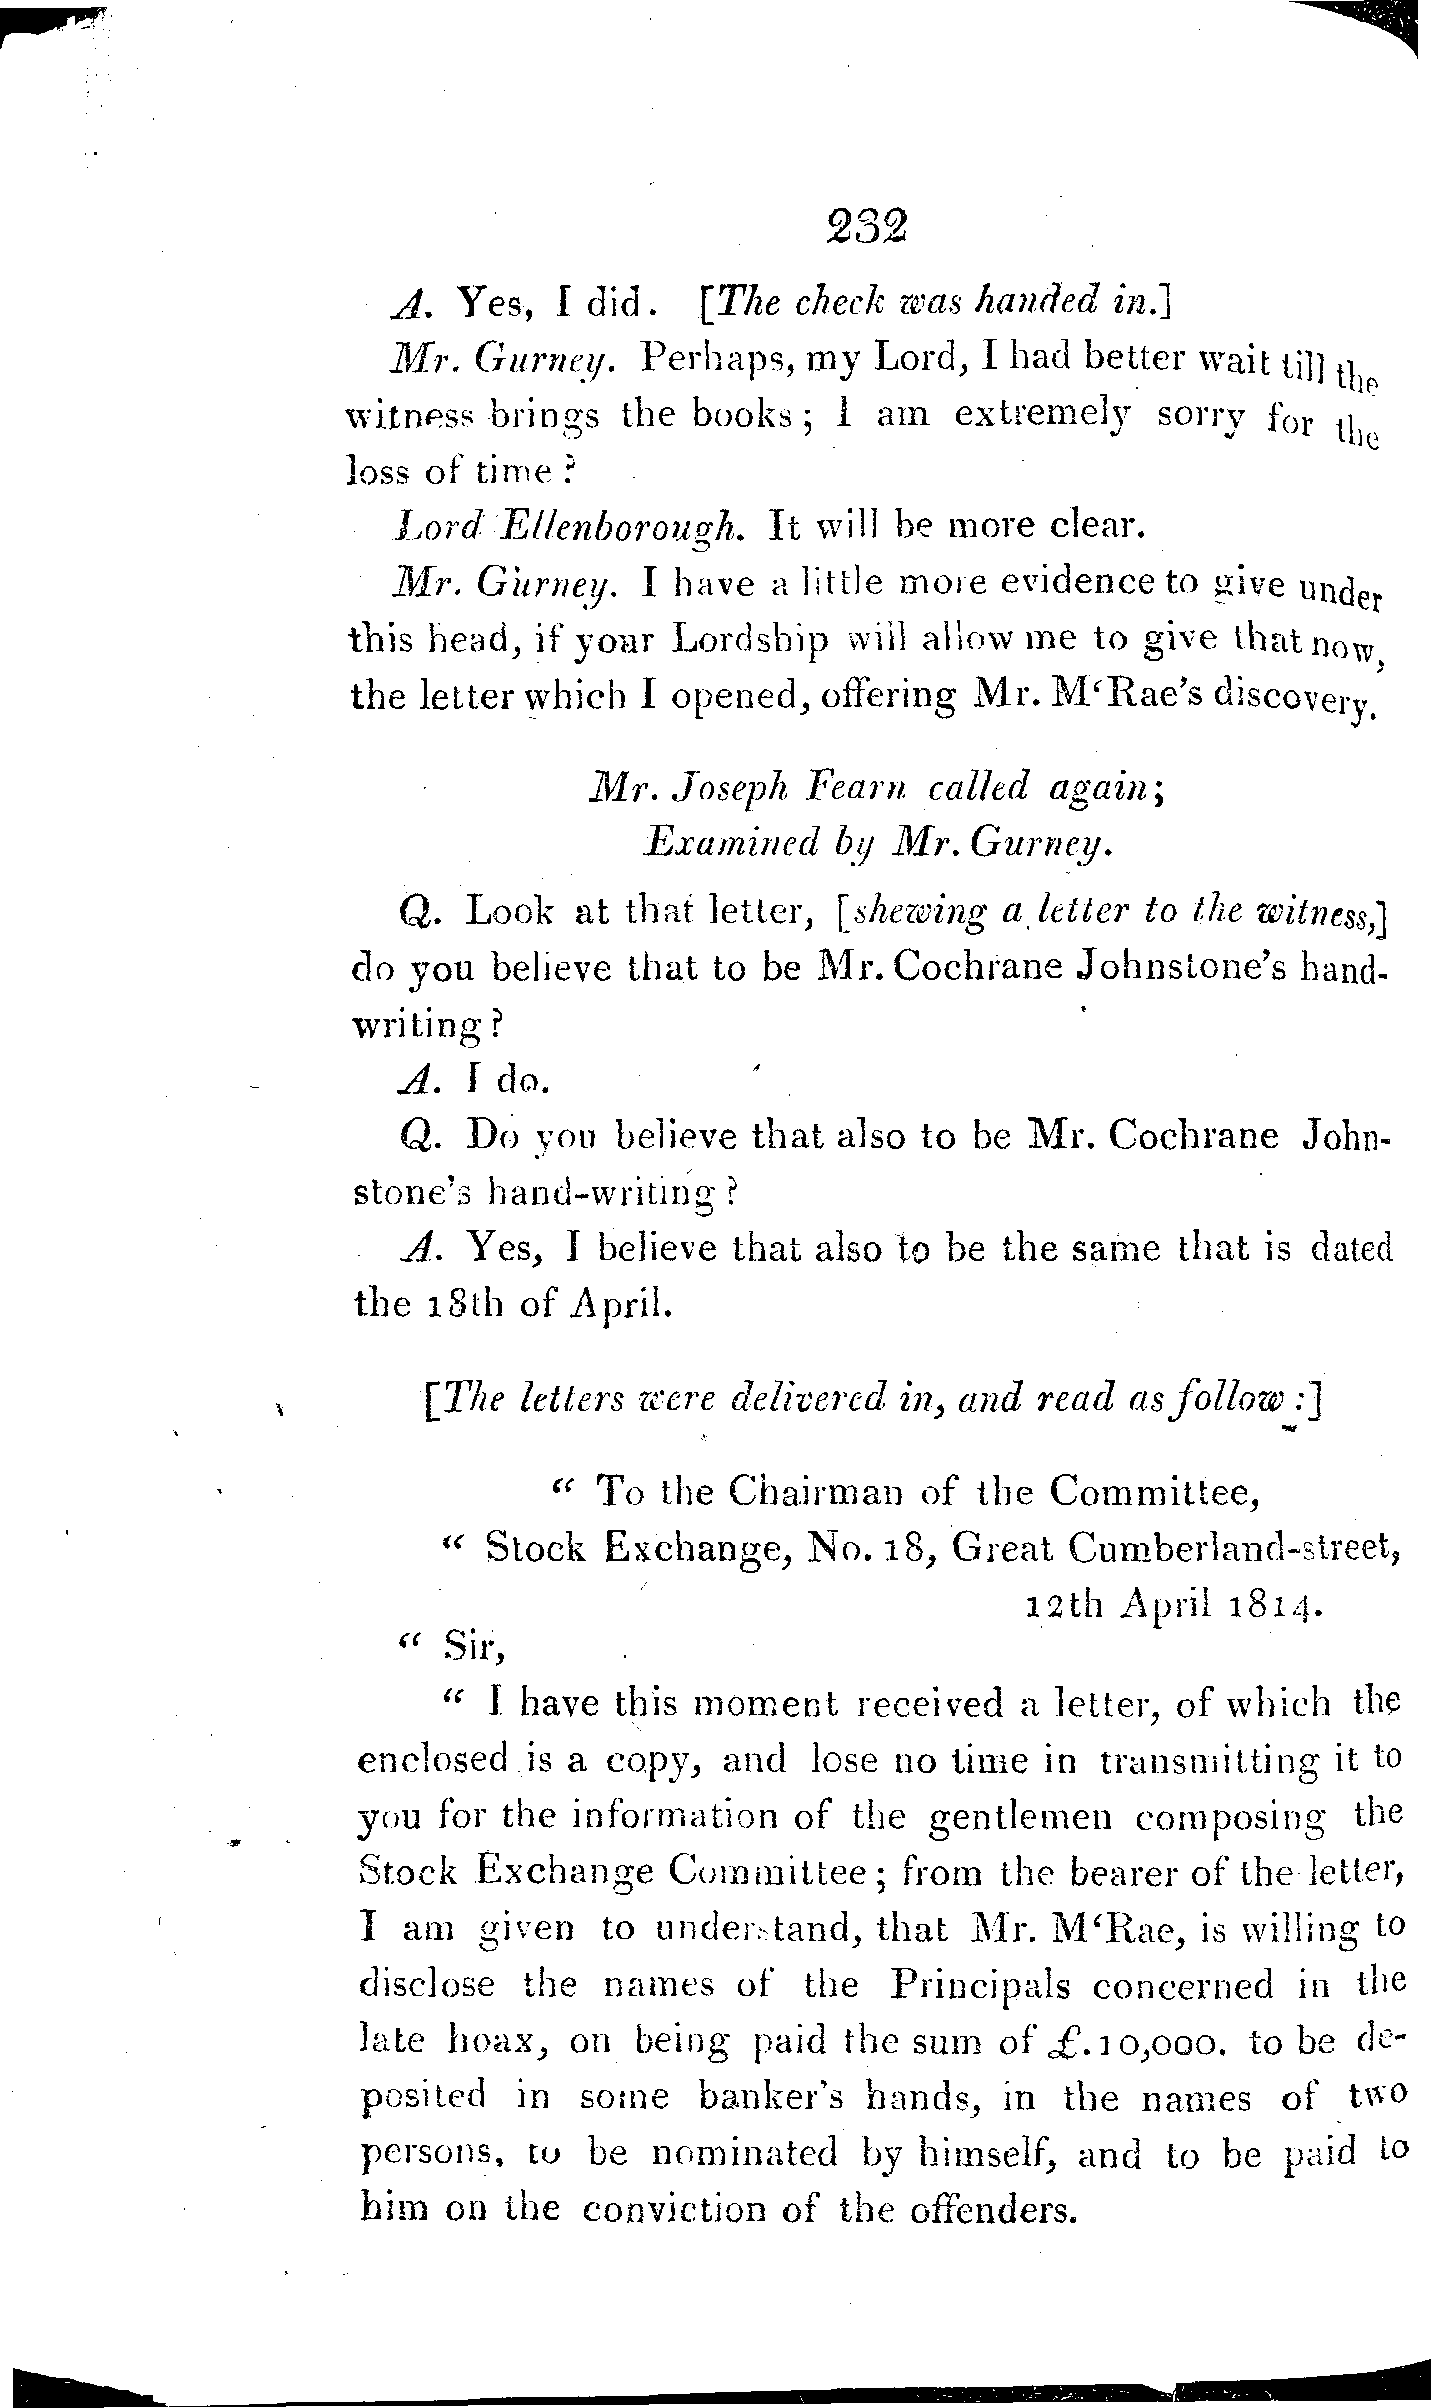 232
A. Yes, I did. [The check was handed in.]
Mr. Gurney. Perhaps, my Lord, I had better wait till the
witness brings the books; I am extremely sorry for the
loss of time?
Lord Ellenborough. It will be more clear.
Mr. Gurney. I have a little more evidence to give under
this head, if your Lordship will allow me to give that now,
the letter which I opened, offering Mr. M‘Rae's discovery.
Mr. Joseph Fearn called again;
Examined by Mr. Gurney.
Q. Look at that letter, [shewing a letter to the witness,]
do you believe that to be Mr. Cochrane Johnstone's hand-
writing?
A. I do.
Q. Do you believe that also to be Mr. Cochrane John-
stone's hand-writing?
A. Yes, I believe that also to be the same that is dated
the 18th of April.
[The letters were delivered in, and read as follow:]
“ To the Chairman of the Committee,
“ Stock Exchange, No. 18, Great Cumberland-street,
12th April 1814.
“ Sir,
“ I have this moment received a letter, of which the
enclosed is a copy, and lose no time in transmitting it to
you for the information of the gentlemen composing the
Stock Exchange Committee; from the bearer of the letter,
I am given to understand, that Mr. M‘Rae, is willing to
disclose the names of the Principals concerned in the
late hoax, on being paid the sum of £.10,000. to be de-
posited in some banker's hands, in the names of two
persons, to be nominated by himself, and to be paid to
him on the conviction of the offenders.